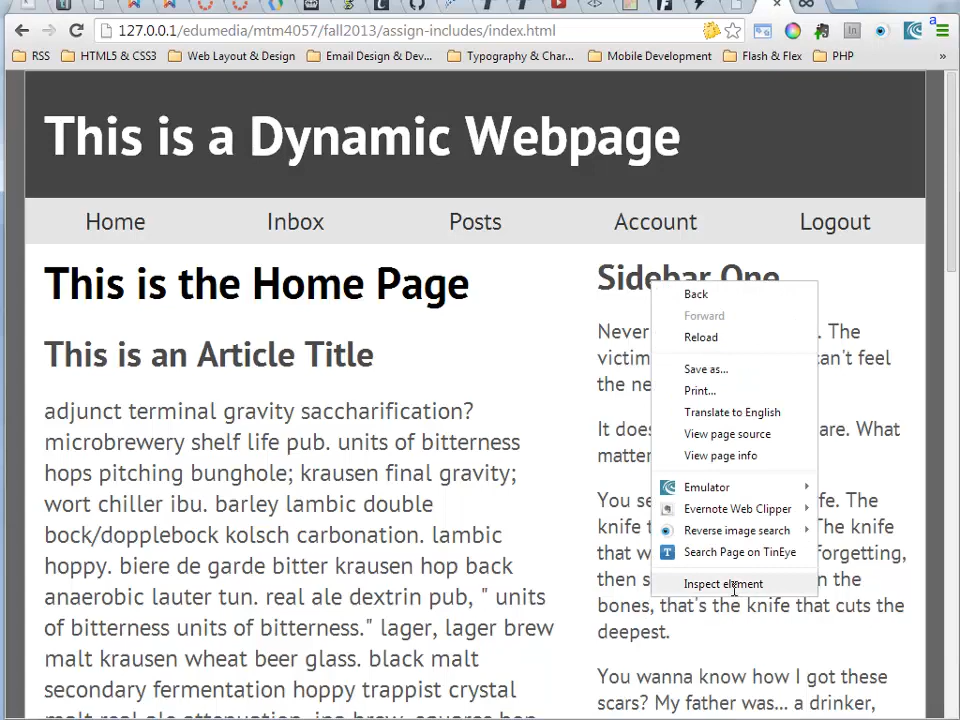 127.0.0.1/edumedia/mtm4057/fall2013/assign-includes/index.html
RSS HTML5 & CSS3 Web Layout & Design Email Design & Dev... Typography & Char... Mobile Development Flash & Flex PHP »
This is a Dynamic Webpage
Home Inbox Posts Account Logout
This is the Home Page
This is an Article Title
adjunct terminal gravity saccharification?
microbrewery shelf life pub. units of bitterness
hops pitching bunghole; krausen final gravity;
wort chiller ibu. barley lambic double
bock/dopplebock kolsch carbonation. lambic
hoppy. biere de garde bitter krausen hop back
anaerobic lauter tun. real ale dextrin pub, " units
of bitterness units of bitterness." lager, lager brew
malt krausen wheat beer glass. black malt
secondary fermentation hoppy trappist crystal
Sidebar One
Never . The
victim can't feel
the ne
It does are. What
matter
You se fe. The
knife t The knife
that w forgetting,
then s n the
bones, that's the knife that cuts the
deepest.
You wanna know how I got these
scars? My father was... a drinker,
Back
Forward
Reload
Save as...
Print...
Translate to English
View page source
View page info
Emulator
Evernote Web Clipper
Reverse image search
Search Page on TinEye
Inspect element